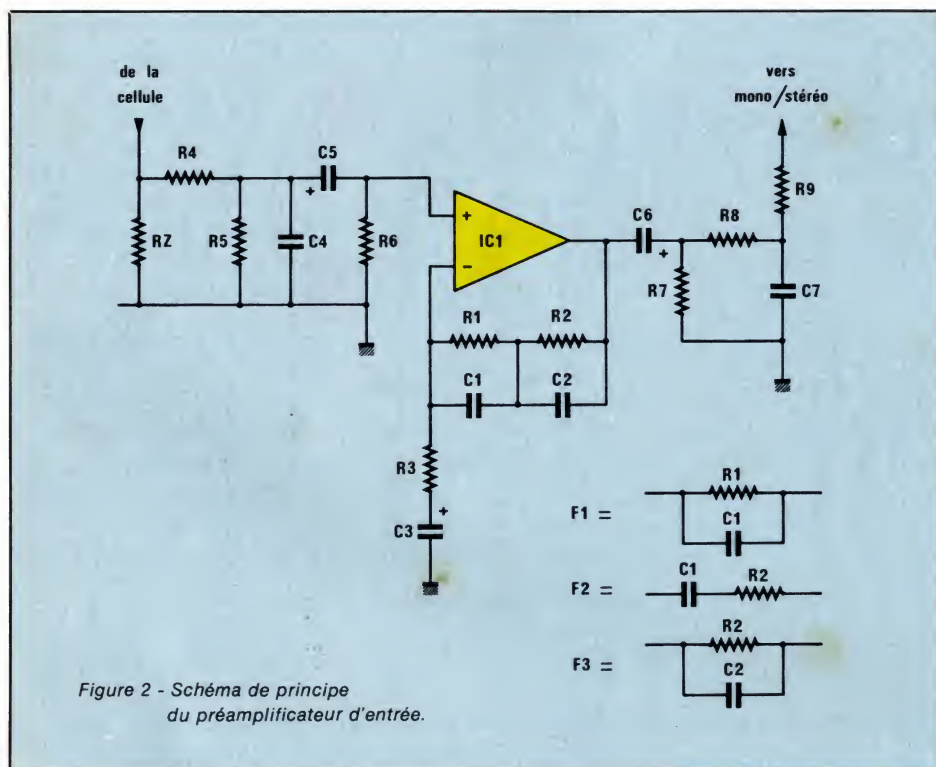 de la
cellule
vers
mono/stéréo
R4
C5
R9
RZ
R5
C4
R6
+
+
-
IC1
C6
+
R8
R7
C7
R1
R2
C1
C2
R3
+
C3
F1 =
R1
C1
F2 =
C1
R2
F3 =
R2
C2
Figure 2 - Schéma de principe
du préamplificateur d'entrée.